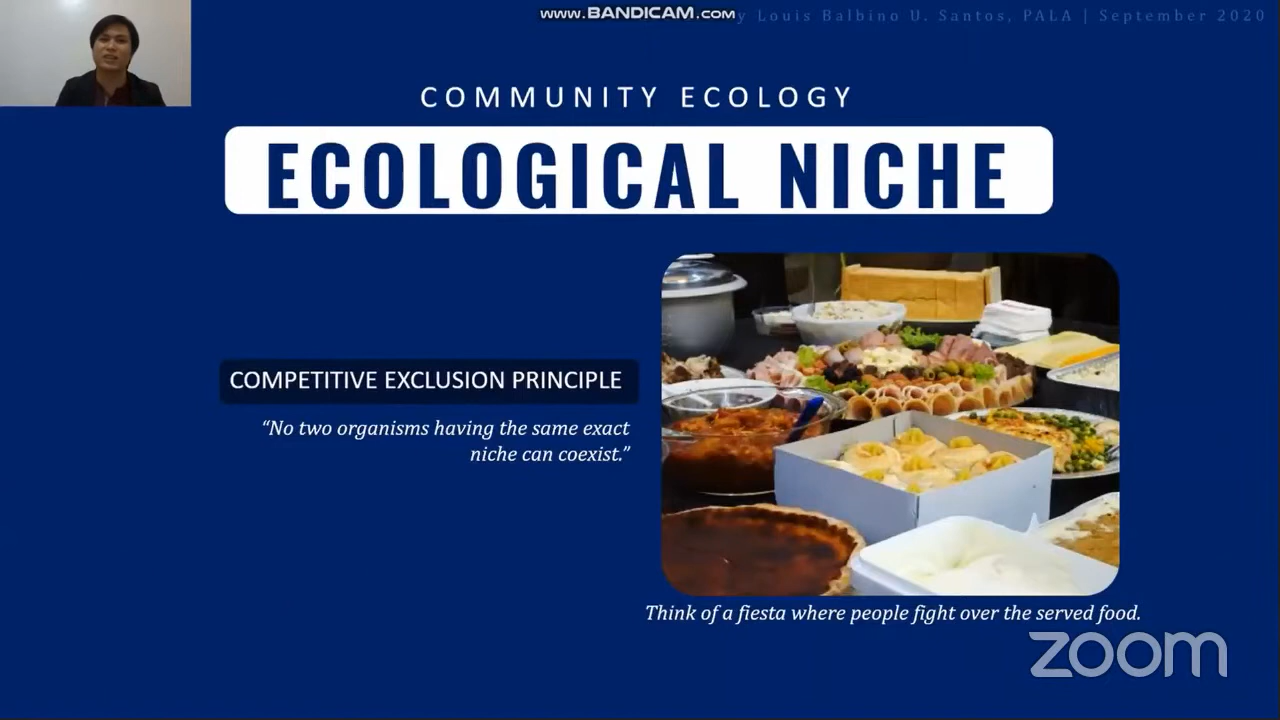 www.BANDICAM.com
y Louis Balbino U. Santos, PALA | September 2020
COMMUNITY ECOLOGY
ECOLOGICAL NICHE
COMPETITIVE EXCLUSION PRINCIPLE
“No two organisms having the same exact
niche can coexist.”
Think of a fiesta where people fight over the served food.
zoom